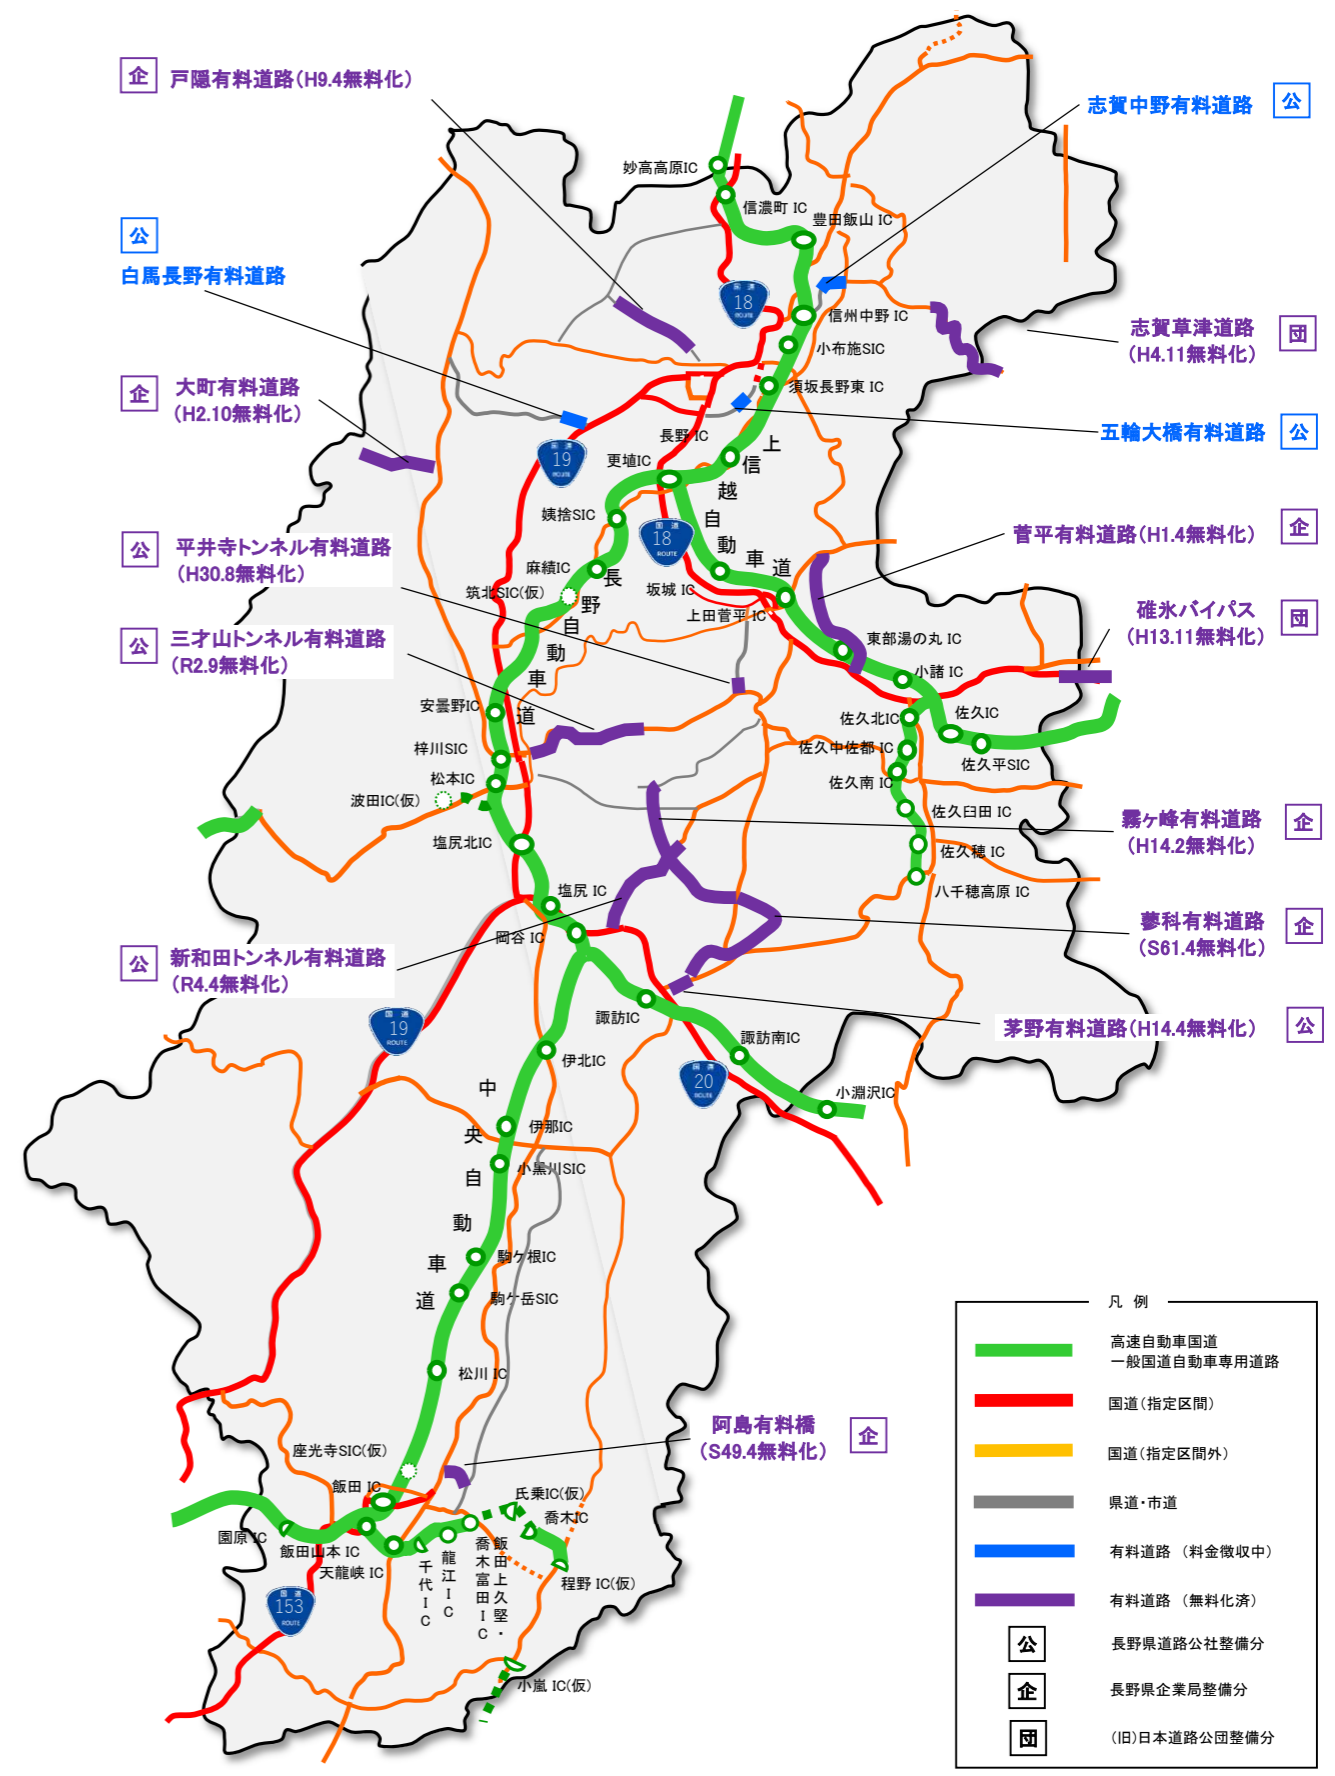 企 戸隠有料道路(H9.4無料化)
志賀中野有料道路 公
公
白馬長野有料道路
志賀草津道路
(H4.11無料化)
団
企
大町有料道路
(H2.10無料化)
五輪大橋有料道路 公
公
平井寺トンネル有料道路
(H30.8無料化)
菅平有料道路(H1.4無料化) 企
碓氷バイパス
(H13.11無料化)
団
公
三才山トンネル有料道路
(R2.9無料化)
霧ヶ峰有料道路
(H14.2無料化)
企
蓼科有料道路
(S61.4無料化)
企
公
新和田トンネル有料道路
(R4.4無料化)
茅野有料道路(H14.4無料化) 公
阿島有料橋
(S49.4無料化)
企
妙高高原IC
信濃町 IC
豊田飯山 IC
国道
18
ROUTE
信州中野 IC
小布施SIC
須坂長野東 IC
長野 IC
国道
19
ROUTE
更埴IC
姨捨SIC
国道
18
ROUTE
麻績IC
筑北SIC(仮)
坂城 IC
上田菅平 IC
東部湯の丸 IC
小諸 IC
上信越自動車道
長野自動車道
安曇野IC
梓川SIC
松本IC
波田IC(仮)
塩尻北IC
塩尻 IC
岡谷 IC
佐久北IC
佐久IC
佐久中佐都 IC
佐久平SIC
佐久南 IC
佐久臼田 IC
佐久穂 IC
八千穂高原 IC
国道
19
ROUTE
諏訪IC
諏訪南IC
国道
20
ROUTE
小淵沢IC
伊北IC
伊那IC
小黒川SIC
中央自動車道
駒ケ根IC
駒ケ岳SIC
松川 IC
座光寺SIC(仮)
飯田 IC
園原 IC
飯田山本 IC
天龍峡 IC
千代IC
龍江IC
飯田上久堅・
喬木富田IC
氏乗IC(仮)
喬木IC
程野 IC(仮)
国道
153
ROUTE
小嵐 IC(仮)
凡 例
高速自動車国道
一般国道自動車専用道路
国道(指定区間)
国道(指定区間外)
県道・市道
有料道路 (料金徴収中)
有料道路 (無料化済)
公 長野県道路公社整備分
企 長野県企業局整備分
団 (旧)日本道路公団整備分